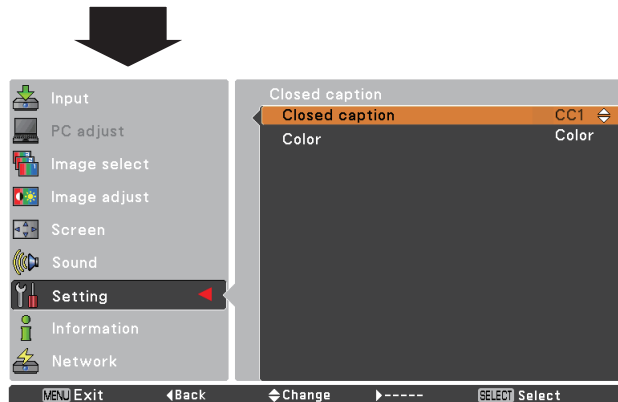 Input
PC adjust
Image select
Image adjust
Screen
Sound
Setting
Information
Network
Closed caption
Closed caption CC1
Color Color
MENU Exit Back Change ----- SELECT Select